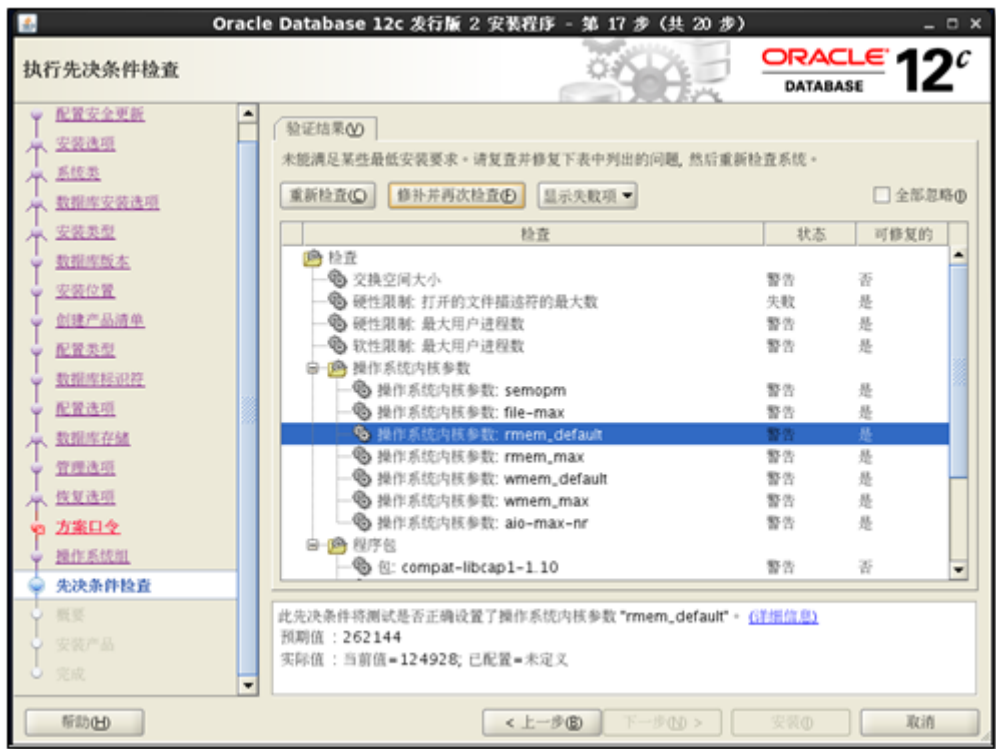 Oracle Database 12c 发行版 2 安装程序 - 第 17 步 (共 20 步)
执行先决条件检查
ORACLE
DATABASE
12c
配置安全更新
安装选项
系统类
数据库安装选项
安装类型
数据库版本
安装位置
创建产品清单
配置类型
数据库标识符
配置选项
数据库存储
管理选项
恢复选项
方案口令
操作系统组
先决条件检查
概要
安装产品
完成
验证结果(V)
未能满足某些最低安装要求。请复查并修复下表中列出的问题, 然后重新检查系统。
重新检查(C) 修补并再次检查(F) 显示失败项 全部忽略(I)
检查 状态 可修复的
检查
交换空间大小 警告 否
硬性限制: 打开的文件描述符的最大数 失败 是
硬性限制: 最大用户进程数 警告 是
软性限制: 最大用户进程数 警告 是
操作系统内核参数
操作系统内核参数: semopm 警告 是
操作系统内核参数: file-max 警告 是
操作系统内核参数: rmem_default 警告 是
操作系统内核参数: rmem_max 警告 是
操作系统内核参数: wmem_default 警告 是
操作系统内核参数: wmem_max 警告 是
操作系统内核参数: aio-max-nr 警告 是
程序包
包: compat-libcap1-1.10 警告 否
此先决条件将测试是否正确设置了操作系统内核参数 "rmem_default"。 (详细信息)
预期值 : 262144
实际值 : 当前值=124928; 已配置=未定义
帮助(H) < 上一步(B) 下一步(N) > 安装(I) 取消